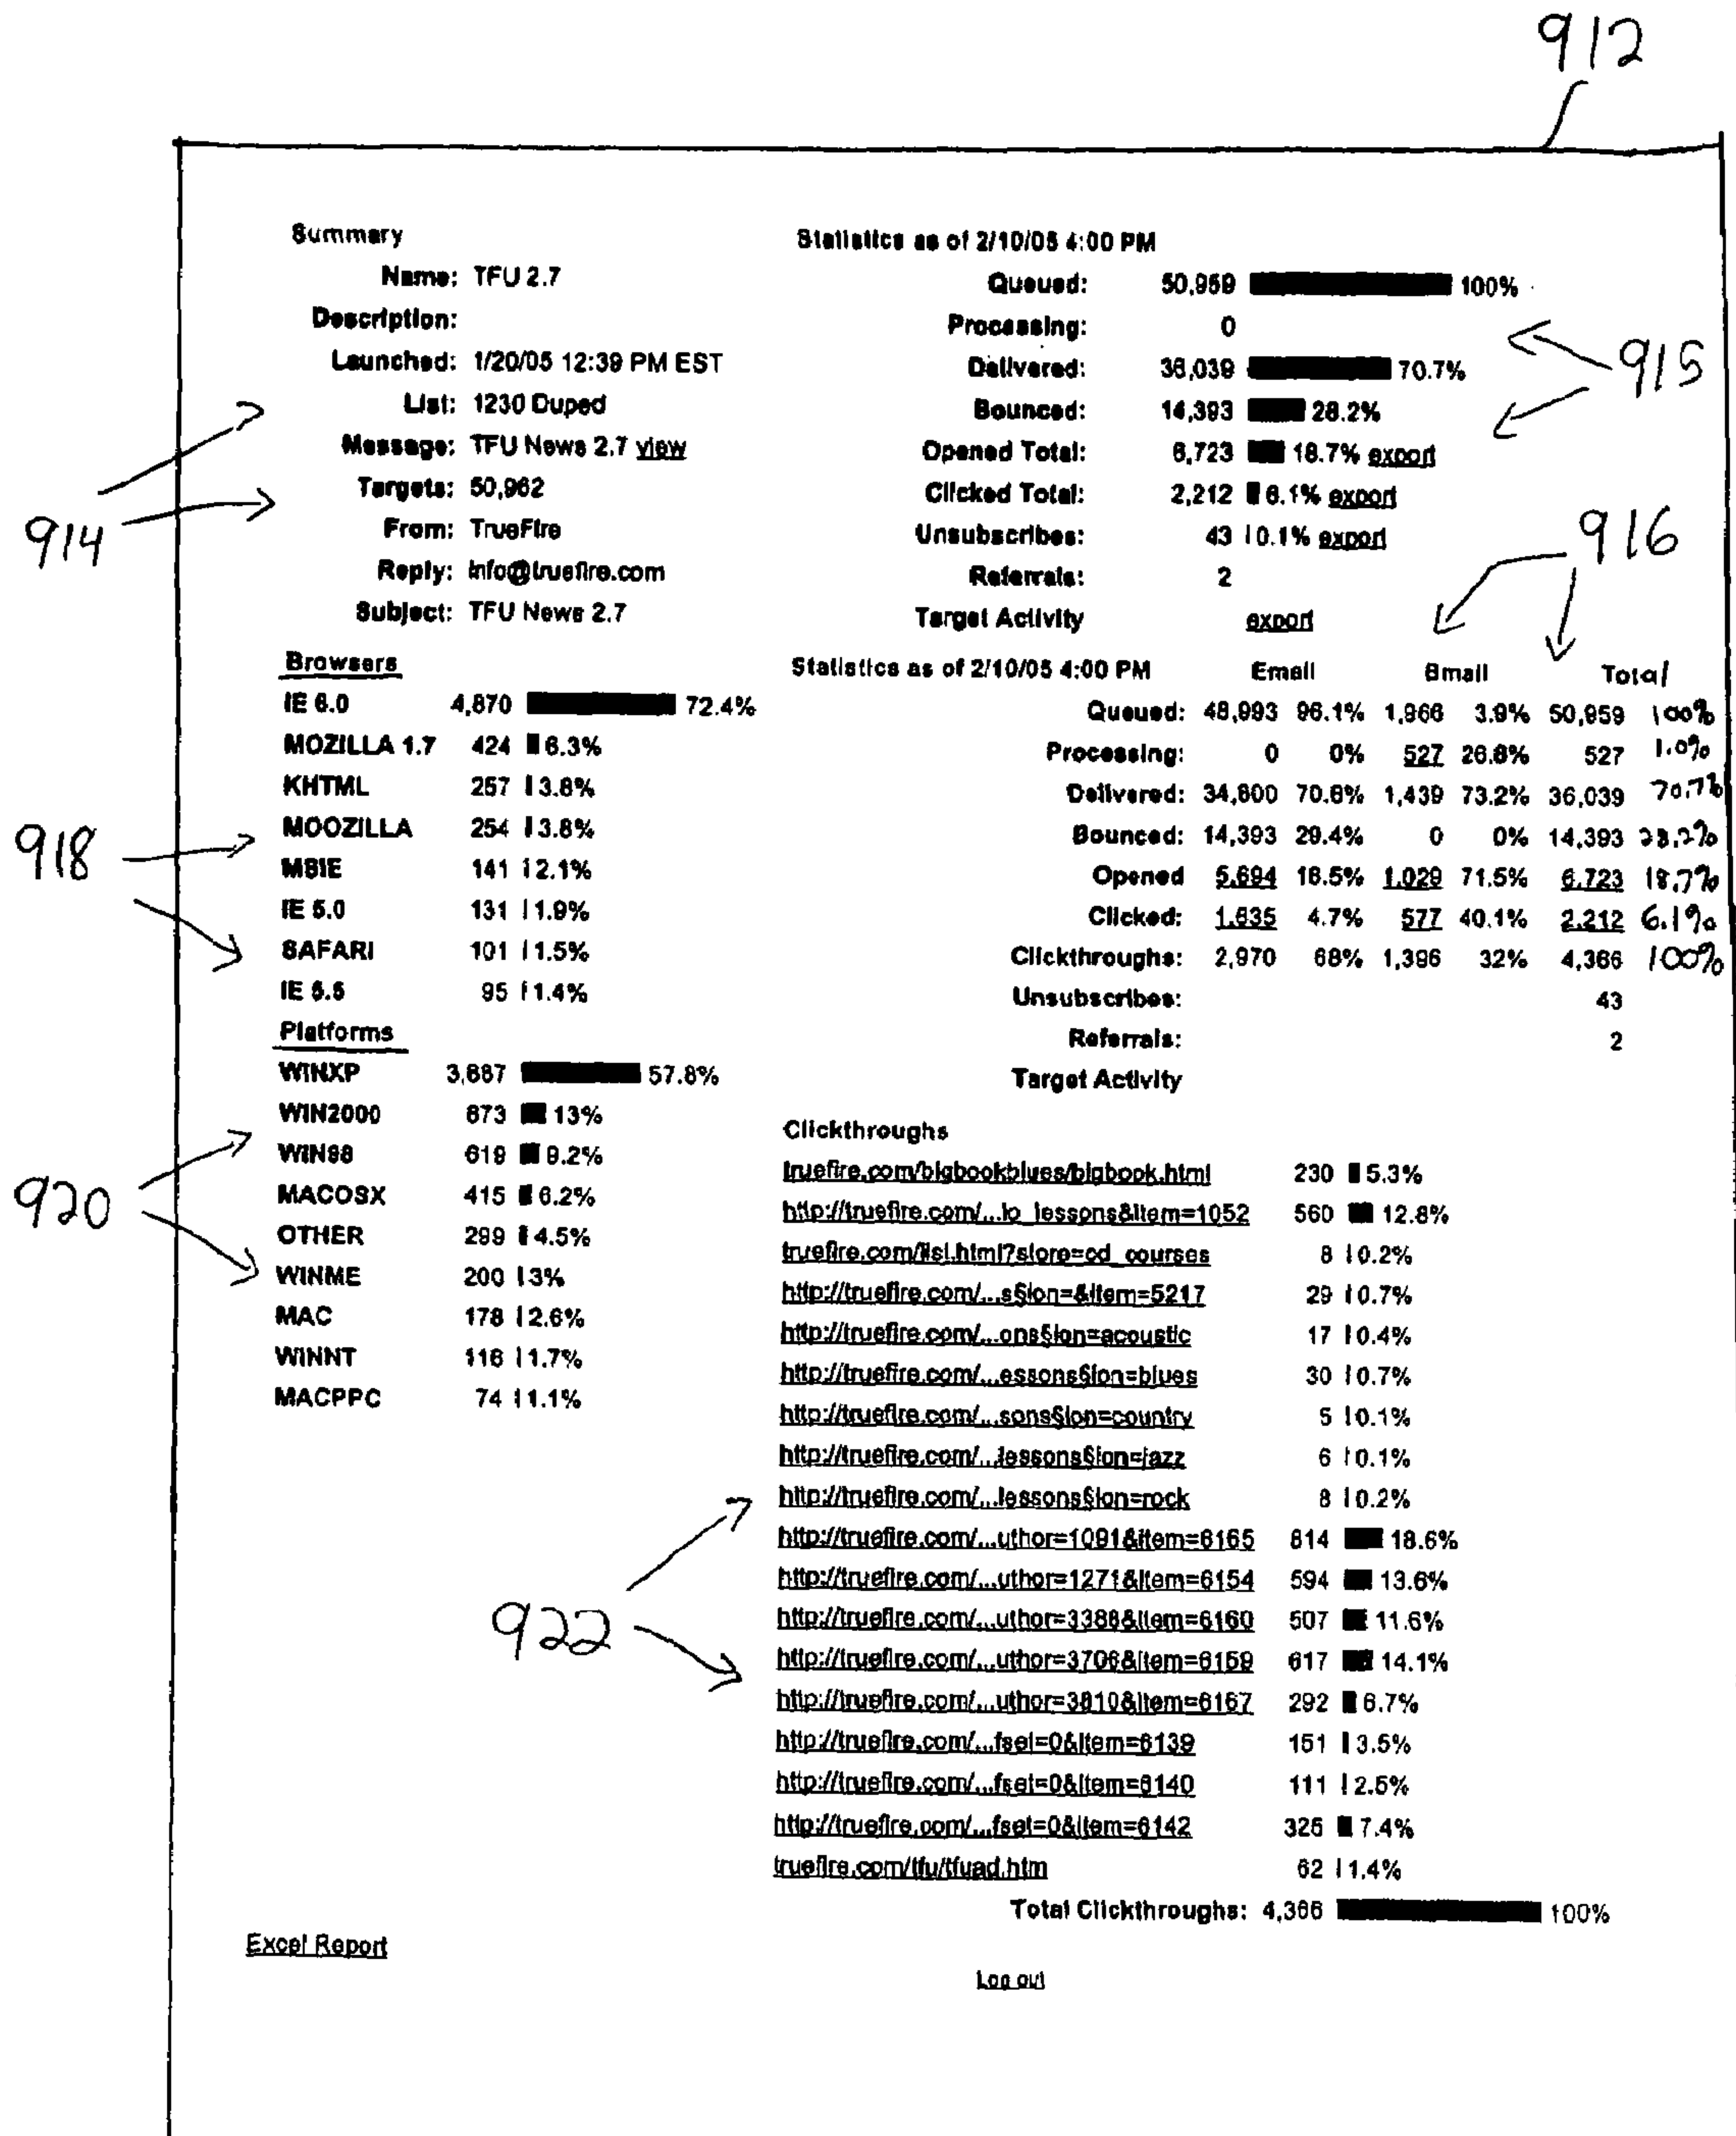 912
Summary
Name: TFU 2.7
Description:
Launched: 1/20/05 12:39 PM EST
List: 1230 Duped
Message: TFU News 2.7 view
Targets: 50,962
From: TrueFire
Reply: info@truefire.com
Subject: TFU News 2.7
914
Statistics as of 2/10/05 4:00 PM
Queued: 50,959 100%
Processing: 0
Delivered: 36,039 70.7%
Bounced: 14,393 28.2%
Opened Total: 6,723 18.7% export
Clicked Total: 2,212 6.1% export
Unsubscribes: 43 0.1% export
Referrals: 2
Target Activity export
915
916
Browsers
IE 6.0 4,870 72.4%
MOZILLA 1.7 424 6.3%
KHTML 257 3.8%
MOOZILLA 254 3.8%
MSIE 141 2.1%
IE 5.0 131 1.9%
SAFARI 101 1.5%
IE 5.5 95 1.4%
918
Platforms
WINXP 3,887 57.8%
WIN2000 873 13%
WIN98 619 9.2%
MACOSX 415 6.2%
OTHER 299 4.5%
WINME 200 3%
MAC 178 2.6%
WINNT 116 1.7%
MACPPC 74 1.1%
920
Statistics as of 2/10/05 4:00 PM Email Bmail Total
Queued: 48,993 96.1% 1,966 3.9% 50,959 100%
Processing: 0 0% 527 26.8% 527 1.0%
Delivered: 34,600 70.6% 1,439 73.2% 36,039 70.7%
Bounced: 14,393 29.4% 0 0% 14,393 28.2%
Opened 5,694 16.5% 1,029 71.5% 6,723 18.7%
Clicked: 1,635 4.7% 577 40.1% 2,212 6.1%
Clickthroughs: 2,970 68% 1,396 32% 4,366 100%
Unsubscribes: 43
Referrals: 2
Target Activity
Clickthroughs
truefire.com/bigbookblues/bigbook.html 230 5.3%
http://truefire.com/...io_lessons&item=1052 560 12.8%
truefire.com/list.html?store=cd_courses 8 0.2%
http://truefire.com/...s§ion=&item=5217 29 0.7%
http://truefire.com/...ons§ion=acoustic 17 0.4%
http://truefire.com/...essons§ion=blues 30 0.7%
http://truefire.com/...sons§ion=country 5 0.1%
http://truefire.com/...lessons§ion=jazz 6 0.1%
http://truefire.com/...lessons§ion=rock 8 0.2%
http://truefire.com/...uthor=1091&item=6165 814 18.6%
http://truefire.com/...uthor=1271&item=6154 594 13.6%
http://truefire.com/...uthor=3388&item=6160 507 11.6%
http://truefire.com/...uthor=3706&item=6159 617 14.1%
http://truefire.com/...uthor=3810&item=6167 292 6.7%
http://truefire.com/...fset=0&item=6139 151 3.5%
http://truefire.com/...fset=0&item=6140 111 2.5%
http://truefire.com/...fset=0&item=6142 325 7.4%
truefire.com/tfu/tfuad.htm 62 1.4%
Total Clickthroughs: 4,366 100%
922
Excel Report
Log out